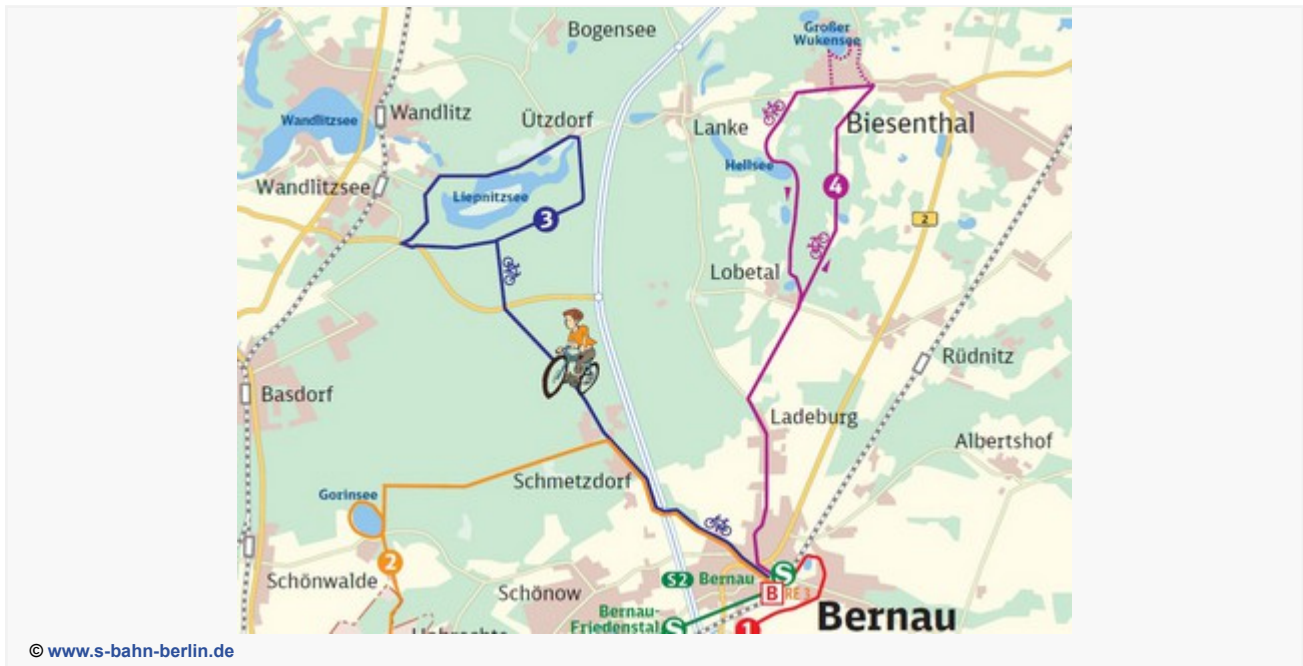 Bogensee
Großer
Wukensee
Wandlitzsee
Wandlitz
Ützdorf
Lanke
Biesenthal
Hellsee
Wandlitzsee
Liepnitzsee
4
3
2
Lobetal
Rüdnitz
Basdorf
Ladeburg
Albertshof
Schmetzdorf
Gorinsee
2
Schönwalde
S2 Bernau
S
B RE 3
Schönow
Bernau-
Friedenstal
S
1
Bernau
© www.s-bahn-berlin.de